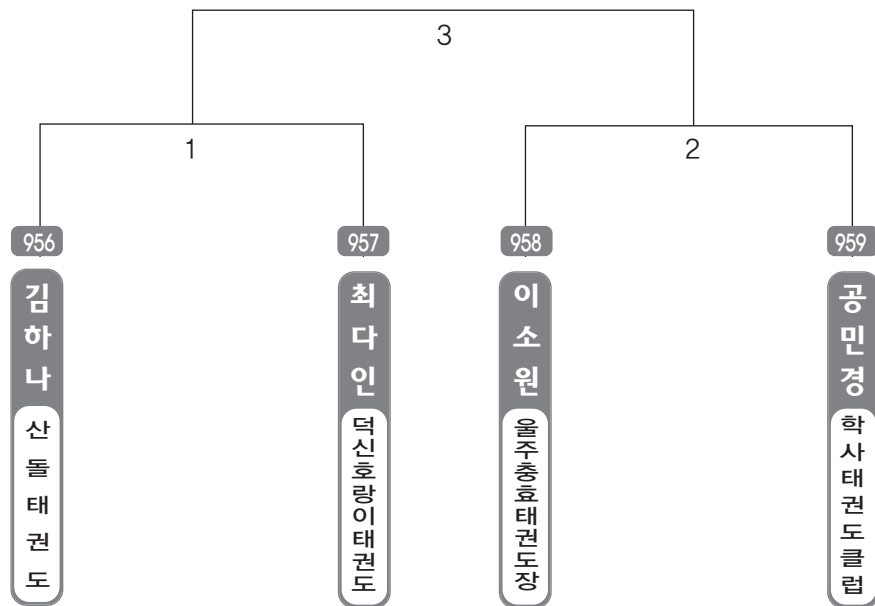 3
1
2
956
957
958
959
김하나
최다인
이소원
공민경
산돌태권도
덕신호랑이태권도
울주충효태권도장
학사태권도클럽